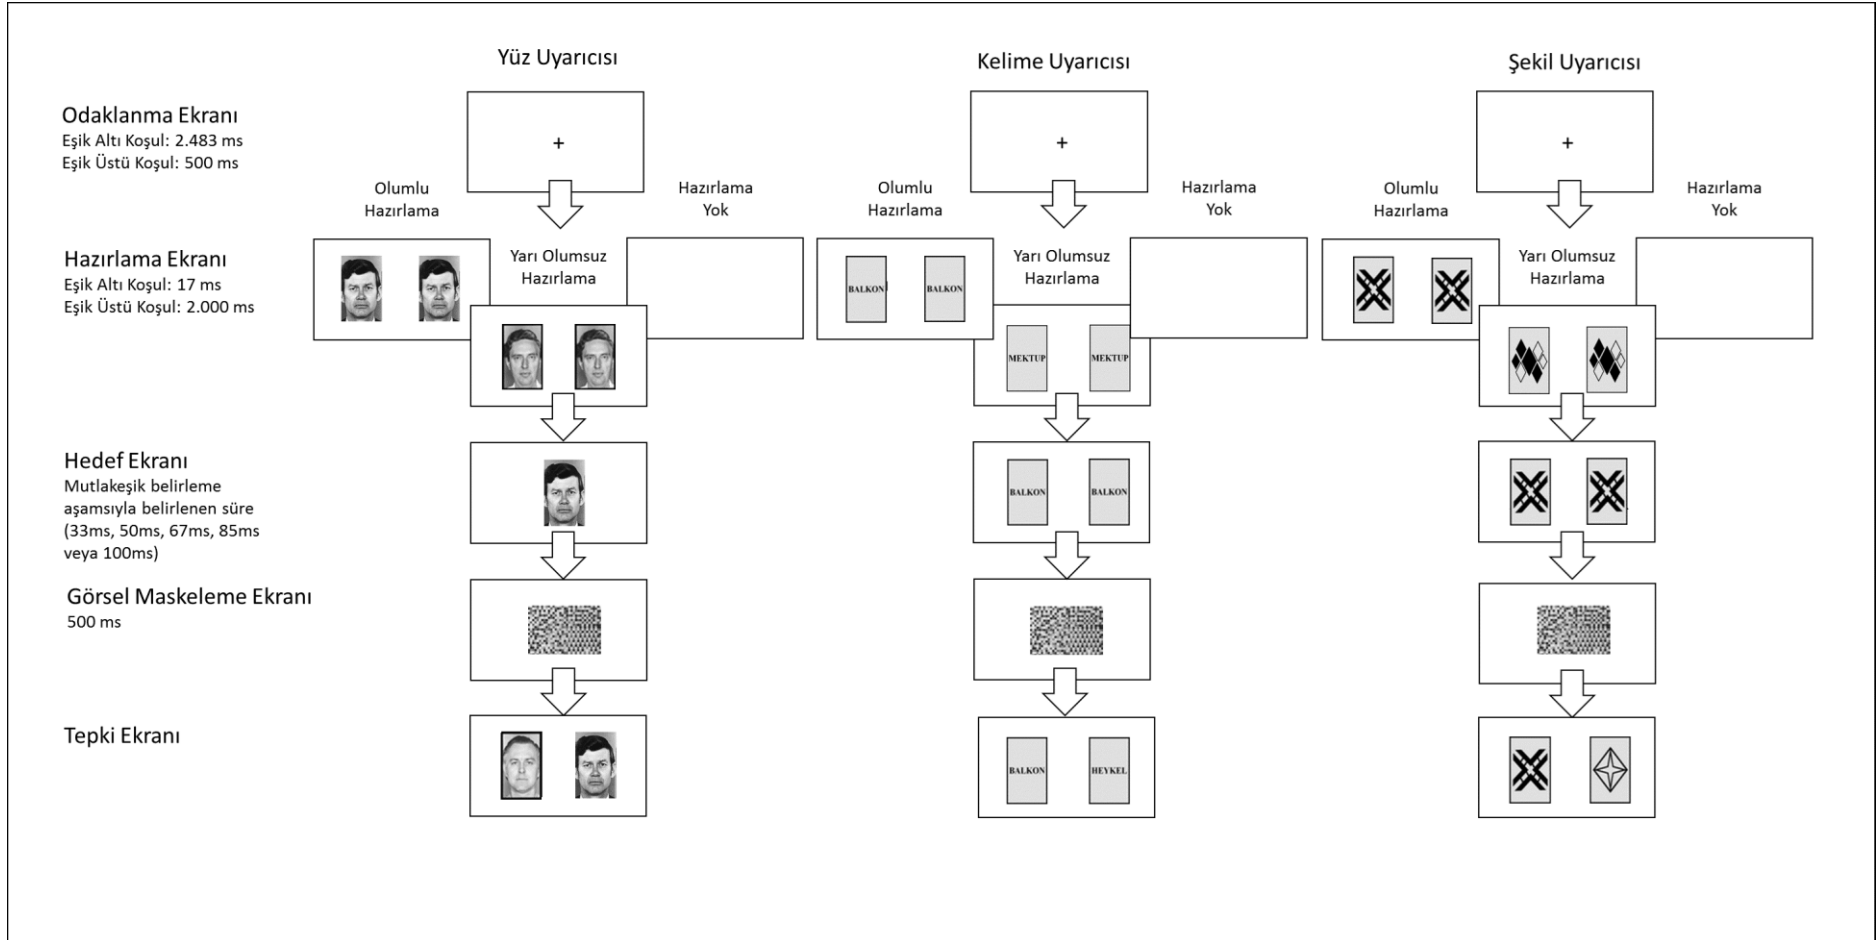 Yüz Uyarıcısı
Kelime Uyarıcısı
Şekil Uyarıcısı
Odaklanma Ekranı
Eşik Altı Koşul: 2.483 ms
Eşik Üstü Koşul: 500 ms
+
+
+
Olumlu
Hazırlama
Hazırlama
Yok
Olumlu
Hazırlama
Hazırlama
Yok
Olumlu
Hazırlama
Hazırlama
Yok
Hazırlama Ekranı
Eşik Altı Koşul: 17 ms
Eşik Üstü Koşul: 2.000 ms
Yarı Olumsuz
Hazırlama
BALKON BALKON
Yarı Olumsuz
Hazırlama
Yarı Olumsuz
Hazırlama
MEKTUP MEKTUP
Hedef Ekranı
Mutlakeşik belirleme
aşamsıyla belirlenen süre
(33ms, 50ms, 67ms, 85ms
veya 100ms)
BALKON BALKON
Görsel Maskeleme Ekranı
500 ms
Tepki Ekranı
BALKON HEYKEL